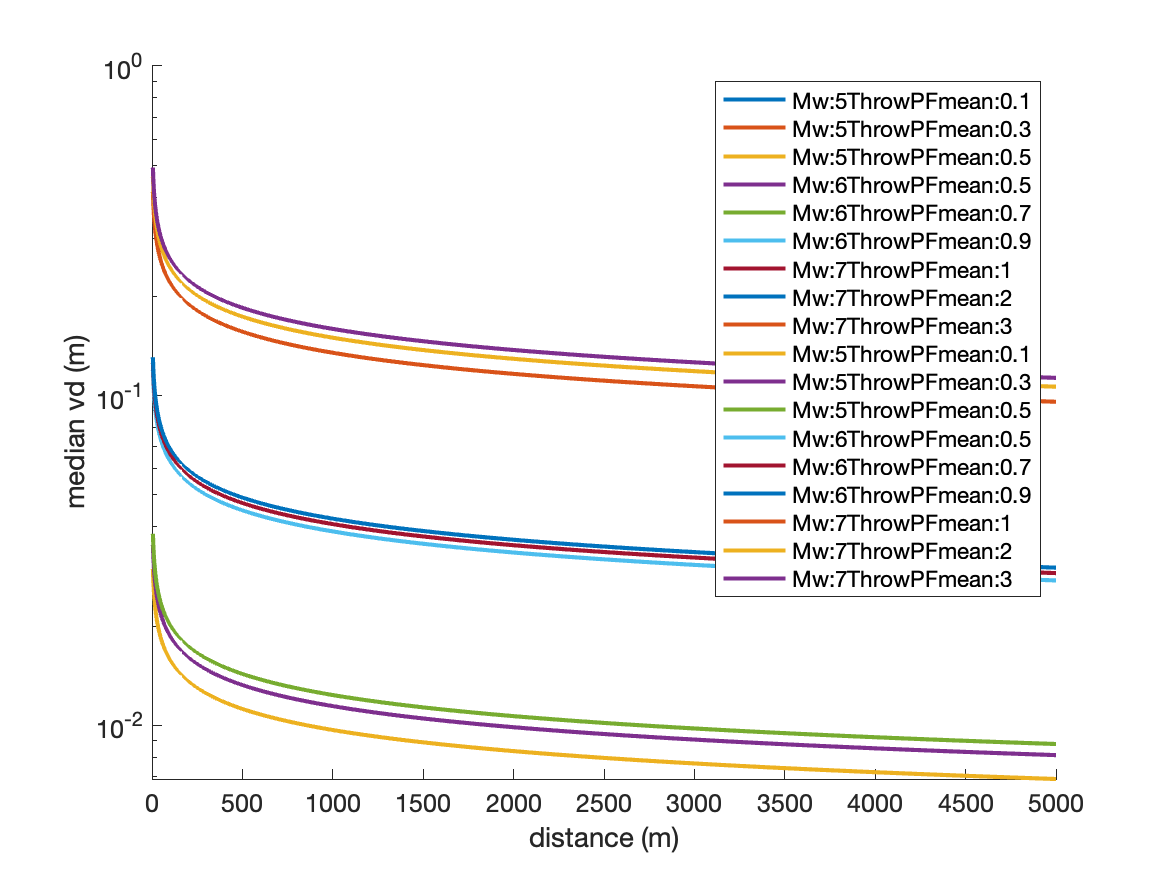 10^0
10^-1
10^-2
median vd (m)
Mw:5ThrowPFmean:0.1
Mw:5ThrowPFmean:0.3
Mw:5ThrowPFmean:0.5
Mw:6ThrowPFmean:0.5
Mw:6ThrowPFmean:0.7
Mw:6ThrowPFmean:0.9
Mw:7ThrowPFmean:1
Mw:7ThrowPFmean:2
Mw:7ThrowPFmean:3
Mw:5ThrowPFmean:0.1
Mw:5ThrowPFmean:0.3
Mw:5ThrowPFmean:0.5
Mw:6ThrowPFmean:0.5
Mw:6ThrowPFmean:0.7
Mw:6ThrowPFmean:0.9
Mw:7ThrowPFmean:1
Mw:7ThrowPFmean:2
Mw:7ThrowPFmean:3
0 500 1000 1500 2000 2500 3000 3500 4000 4500 5000
distance (m)